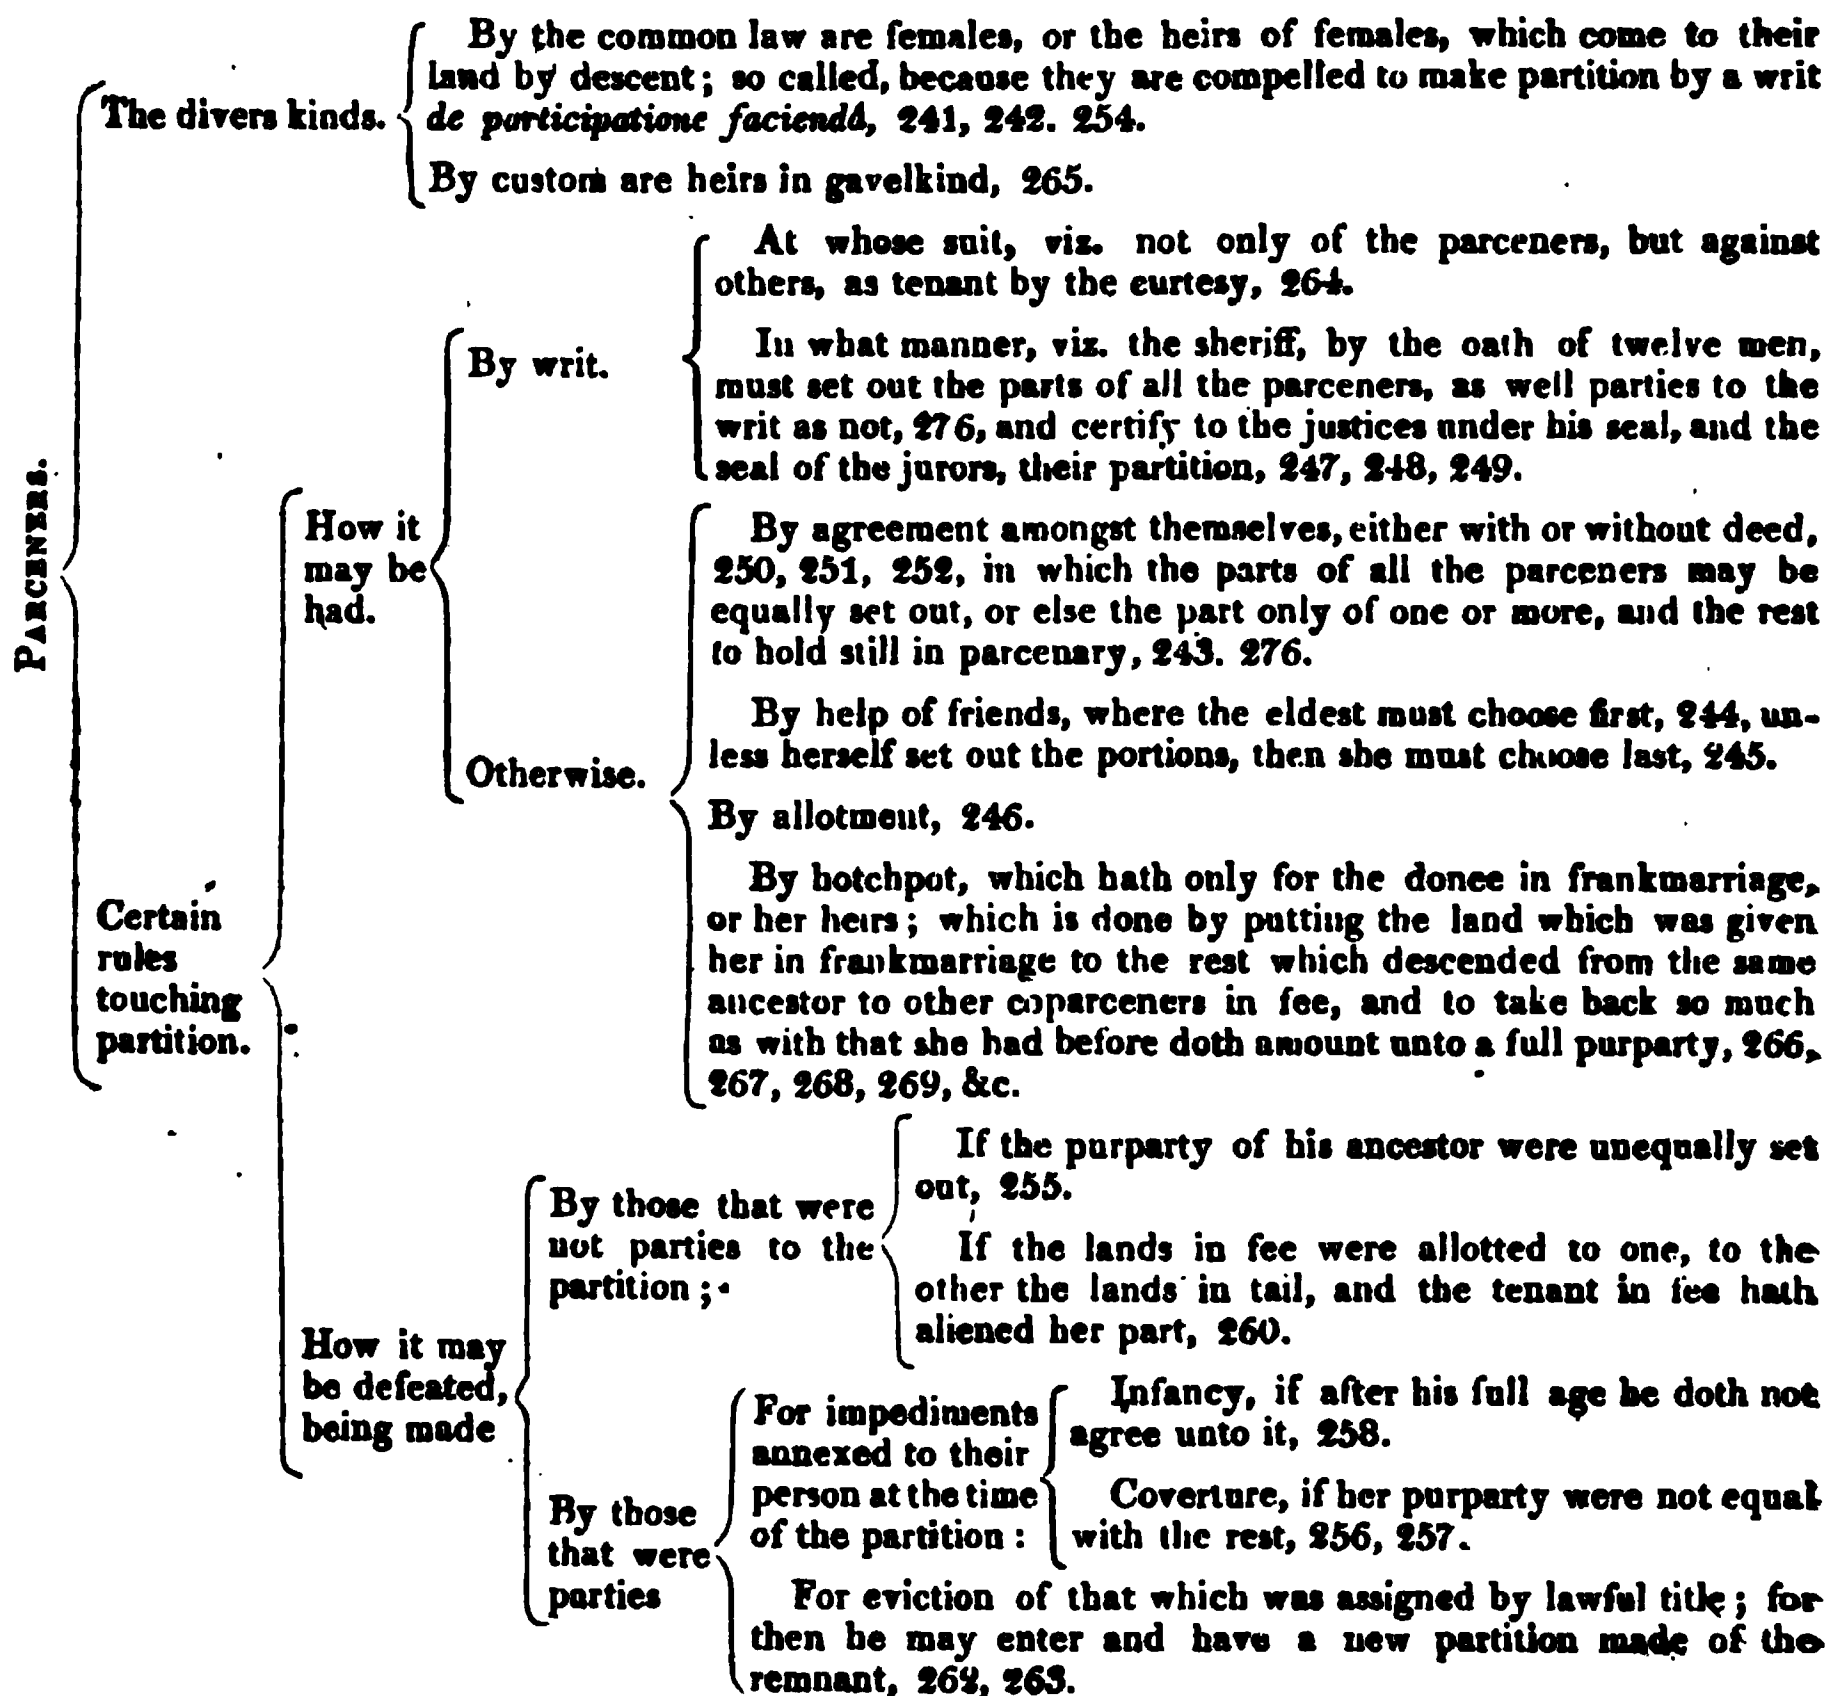 PARCENERS.
The divers kinds.
By the common law are females, or the heirs of females, which come to their
land by descent; so called, because they are compelled to make partition by a writ
de participatione faciendâ, 241, 242. 254.
By custom are heirs in gavelkind, 265.
Certain
rules
touching
partition.
How it
may be
had.
By writ.
At whose suit, viz. not only of the parceners, but against
others, as tenant by the curtesy, 264.
In what manner, viz. the sheriff, by the oath of twelve men,
must set out the parts of all the parceners, as well parties to the
writ as not, 276, and certify to the justices under his seal, and the
seal of the jurors, their partition, 247, 248, 249.
Otherwise.
By agreement amongst themselves, either with or without deed,
250, 251, 252, in which the parts of all the parceners may be
equally set out, or else the part only of one or more, and the rest
to hold still in parcenary, 243. 276.
By help of friends, where the eldest must choose first, 244, un-
less herself set out the portions, then she must choose last, 245.
By allotment, 246.
By hotchpot, which hath only for the donee in frankmarriage,
or her heirs; which is done by putting the land which was given
her in frankmarriage to the rest which descended from the same
ancestor to other coparceners in fee, and to take back so much
as with that she had before doth amount unto a full purparty, 266,
267, 268, 269, &c.
How it may
be defeated,
being made
By those that were
not parties to the
partition;
If the purparty of his ancestor were unequally set
out, 255.
If the lands in fee were allotted to one, to the
other the lands in tail, and the tenant in fee hath
aliened her part, 260.
By those
that were
parties
For impediments
annexed to their
person at the time
of the partition:
Infancy, if after his full age he doth not
agree unto it, 258.
Coverture, if her purparty were not equal
with the rest, 256, 257.
For eviction of that which was assigned by lawful title; for
then he may enter and have a new partition made of the
remnant, 262, 263.